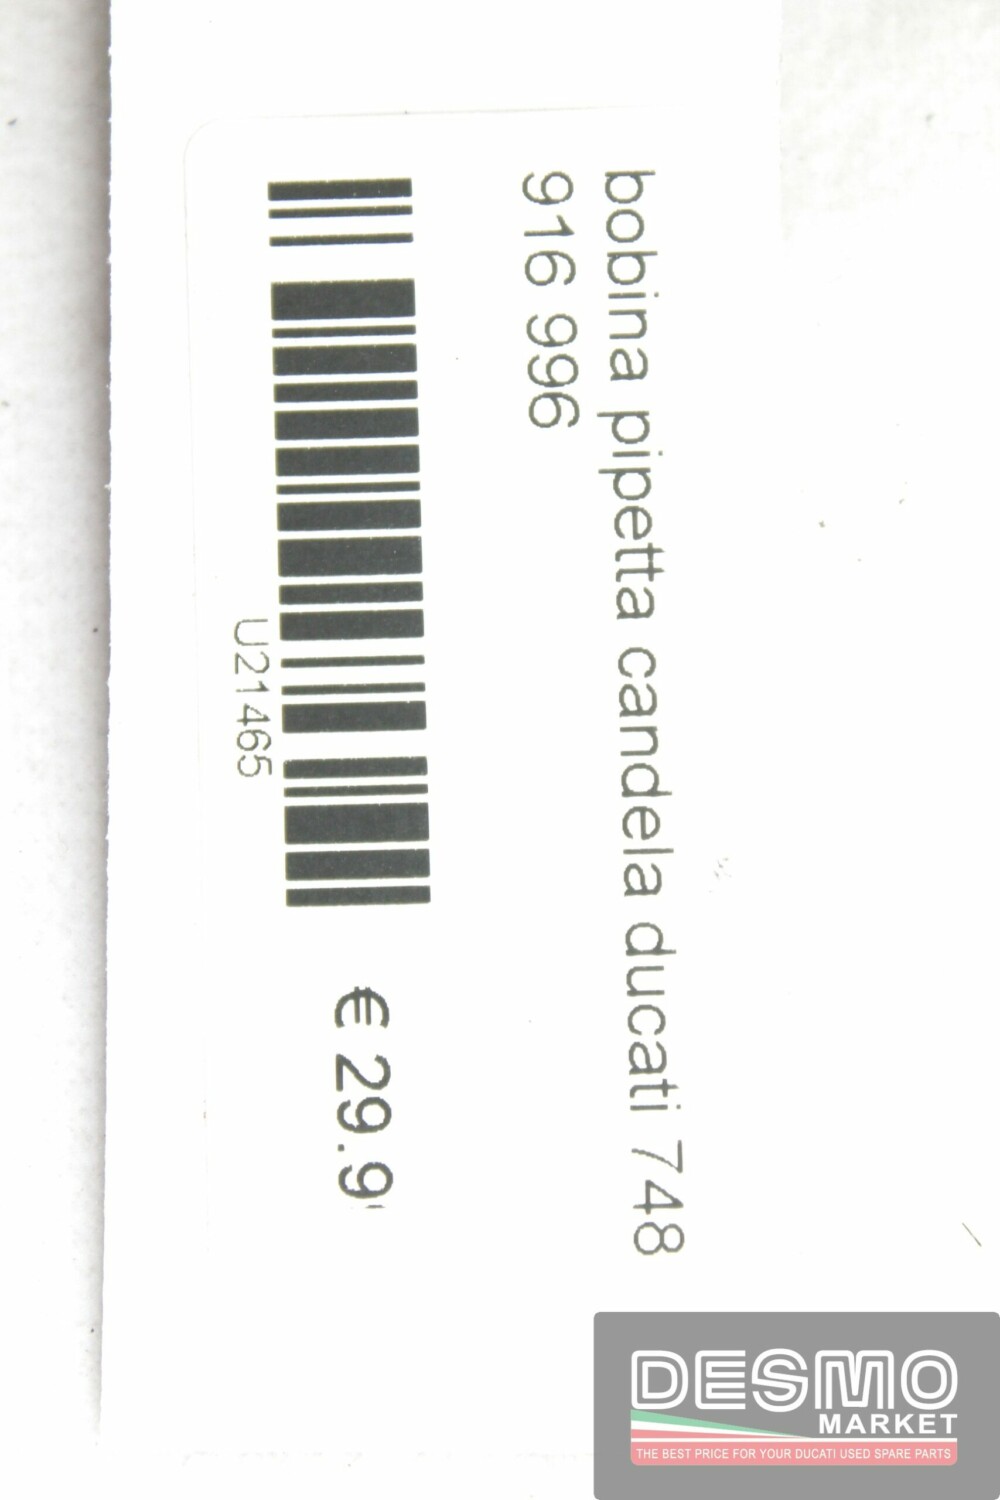 bobina pipetta candela ducati 748
916 996
U21465
€ 29.9
DESMO
MARKET
THE BEST PRICE FOR YOUR DUCATI USED SPARE PARTS